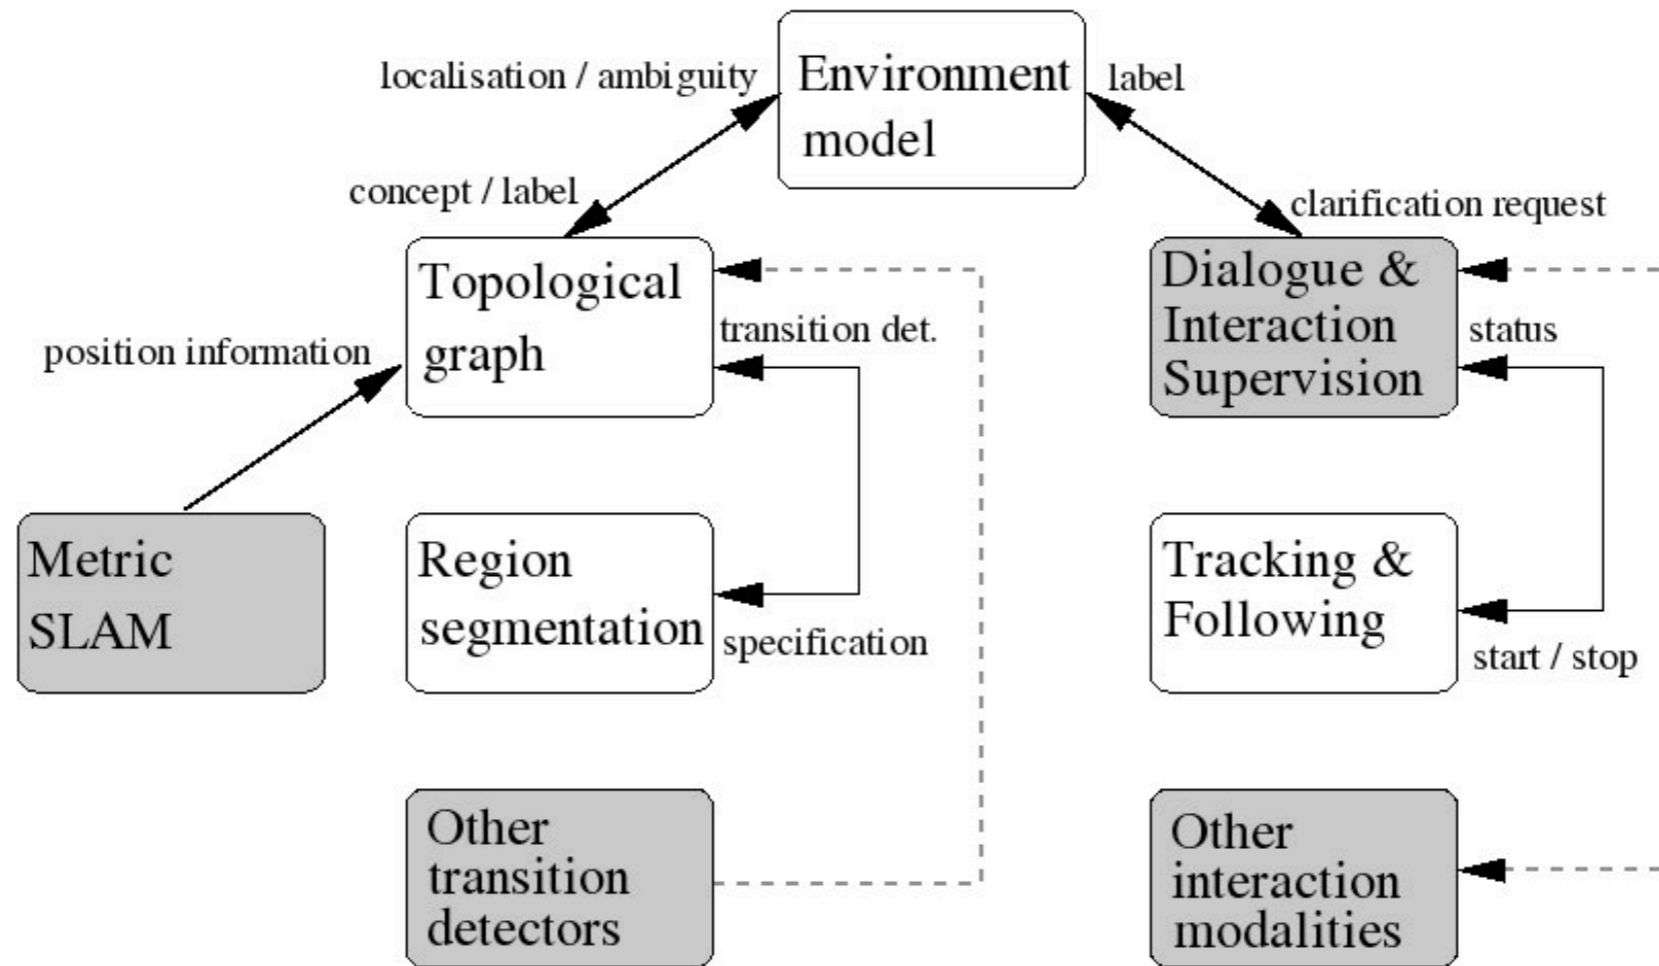 Environment
model
localisation / ambiguity
label
concept / label
clarification request
Topological
graph
Dialogue &
Interaction
Supervision
position information
transition det.
status
Metric
SLAM
Region
segmentation
specification
Tracking &
Following
start / stop
Other
transition
detectors
Other
interaction
modalities